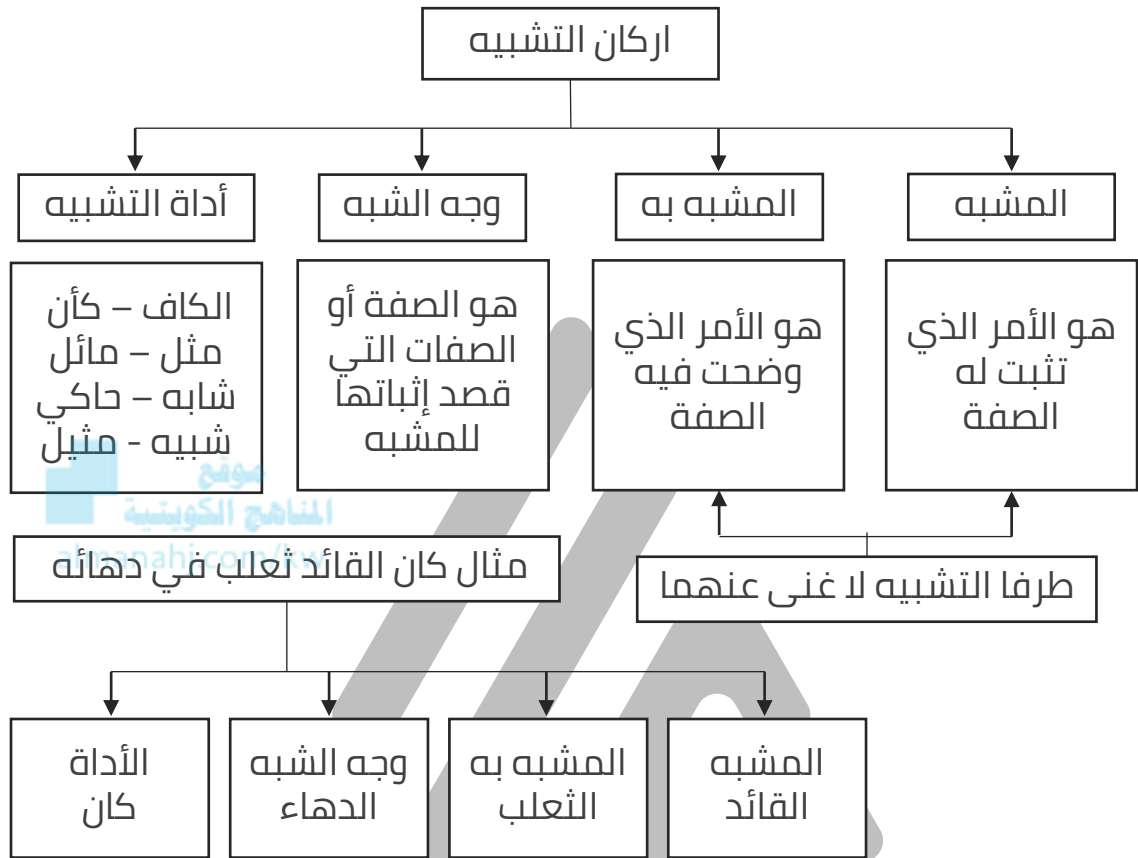 اركان التشبيه
المشبه
المشبه به
وجه الشبه
أداة التشبيه
هو الأمر الذي
تثبت له
الصفة
هو الأمر الذي
وضحت فيه
الصفة
هو الصفة أو
الصفات التي
قصد إثباتها
للمشبه
الكاف – كأن
مثل – مائل
شابه – حاكي
شبيه - مثيل
موقع
المناهج الكويتية
almanahj.com/kw
طرفا التشبيه لا غنى عنهما
مثال كان القائد ثعلب في دهائه
المشبه
القائد
المشبه به
الثعلب
وجه الشبه
الدهاء
الأداة
كان